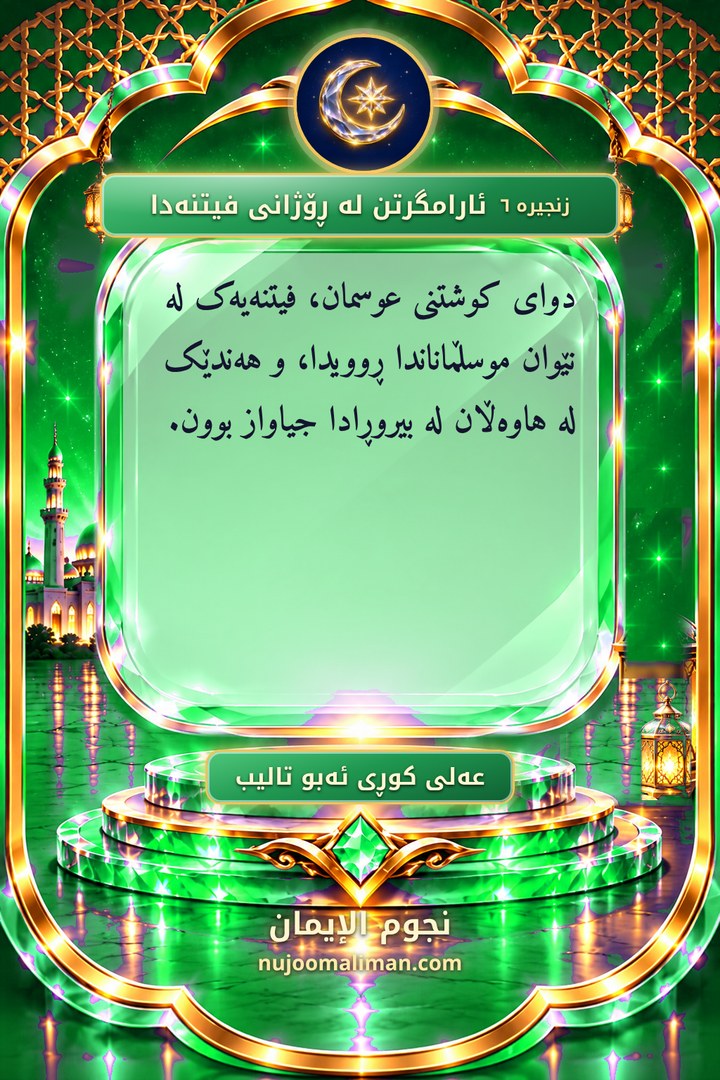 زنجیرە ٦ ئارامگرتن لە ڕۆژانی فیتنەدا
دوای کوشتنی عوسمان، فیتنەیەک لە
نێوان موسڵماناندا ڕوویدا، و هەندێک
لە هاوەڵان لە بیروڕادا جیاواز بوون.
عەلی کوڕی ئەبو تالیب
نجوم الإيمان
nujoomaliman.com